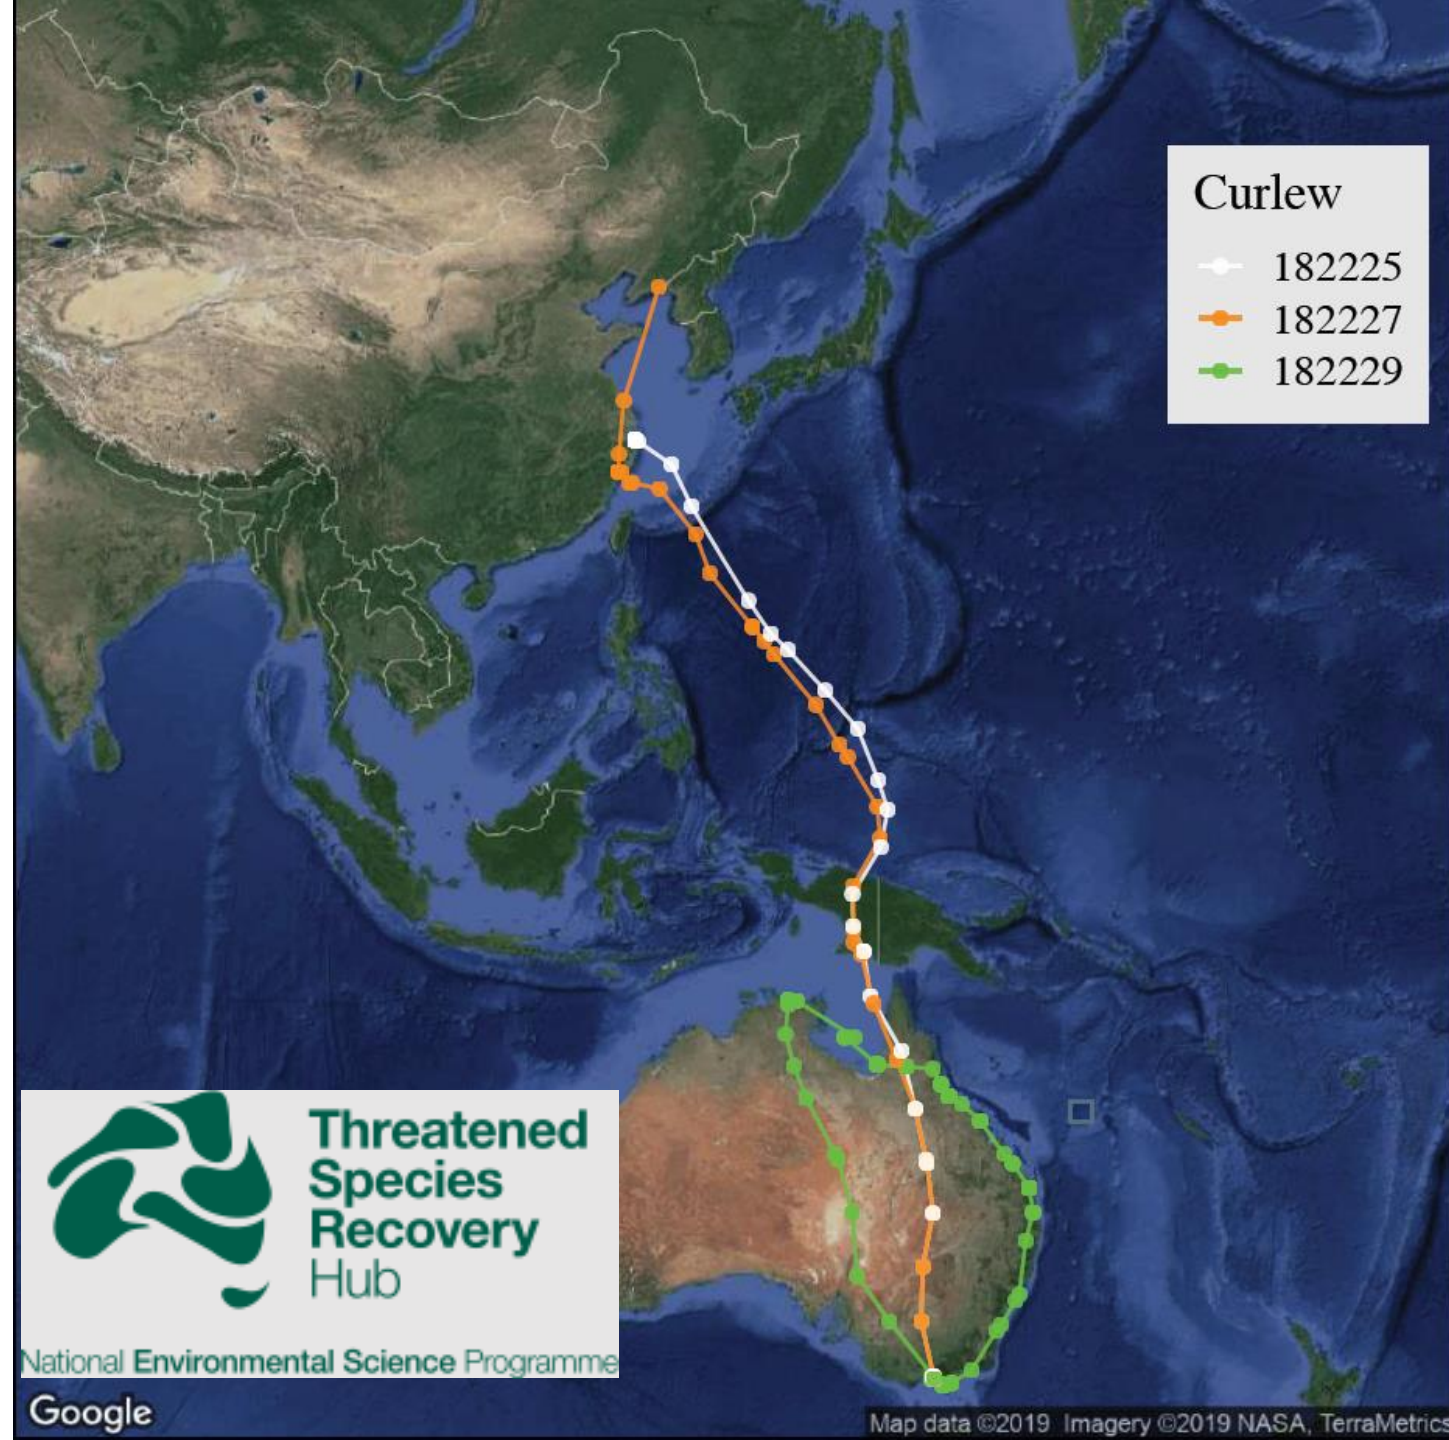 Curlew
182225
182227
182229
Threatened
Species
Recovery
Hub
National Environmental Science Programme
Google
Map data ©2019 Imagery ©2019 NASA, TerraMetrics